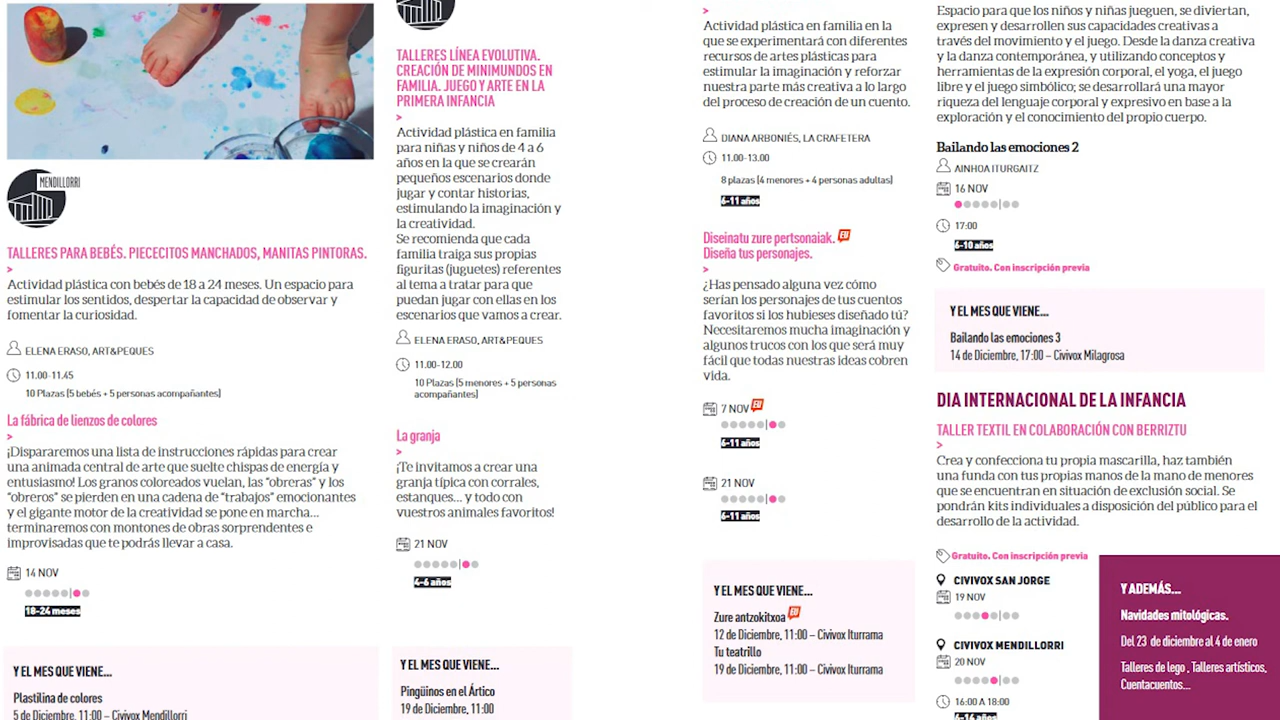 MENDILLORRI
TALLERES PARA BEBÉS. PIECECITOS MANCHADOS, MANITAS PINTORAS.
>
Actividad plástica con bebés de 18 a 24 meses. Un espacio para
estimular los sentidos, despertar la capacidad de observar y
fomentar la curiosidad.
ELENA ERASO, ART&PEQUES
11.00-11.45
10 Plazas (5 bebés + 5 personas acompañantes)
La fábrica de lienzos de colores
>
¡Dispararemos una lista de instrucciones rápidas para crear
una animada central de arte que suelte chispas de energía y
entusiasmo! Los granos coloreados vuelan, las “obreras” y los
“obreros” se pierden en una cadena de “trabajos” emocionantes
y el gigante motor de la creatividad se pone en marcha...
terminaremos con montones de obras sorprendentes e
improvisadas que te podrás llevar a casa.
14 NOV
18-24 meses
Y EL MES QUE VIENE...
Plastilina de colores
5 de Diciembre, 11:00 – Civivox Mendillorri
TALLERES LÍNEA EVOLUTIVA.
CREACIÓN DE MINIMUNDOS EN
FAMILIA. JUEGO Y ARTE EN LA
PRIMERA INFANCIA
>
Actividad plástica en familia
para niñas y niños de 4 a 6
años en la que se crearán
pequeños escenarios donde
jugar y contar historias,
estimulando la imaginación y
la creatividad.
Se recomienda que cada
familia traiga sus propias
figuritas (juguetes) referentes
al tema a tratar para que
puedan jugar con ellas en los
escenarios que vamos a crear.
ELENA ERASO, ART&PEQUES
11.00-12.00
10 Plazas (5 menores + 5 personas
acompañantes)
La granja
>
¡Te invitamos a crear una
granja típica con corrales,
estanques... y todo con
vuestros animales favoritos!
21 NOV
4-6 años
Y EL MES QUE VIENE...
Pingüinos en el Ártico
19 de Diciembre, 11:00
>
Actividad plástica en familia en la
que se experimentará con diferentes
recursos de artes plásticas para
estimular la imaginación y reforzar
nuestra parte más creativa a lo largo
del proceso de creación de un cuento.
DIANA ARBONIÉS, LA CRAFETERA
11.00-13.00
8 plazas (4 menores + 4 personas adultas)
6-11 años
Diseinatu zure pertsonaiak. EU
Diseña tus personajes.
>
¿Has pensado alguna vez cómo
serían los personajes de tus cuentos
favoritos si los hubieses diseñado tú?
Necesitaremos mucha imaginación y
algunos trucos con los que será muy
fácil que todas nuestras ideas cobren
vida.
7 NOV EU
6-11 años
21 NOV
6-11 años
Y EL MES QUE VIENE...
Zure antzokitxoa EU
12 de Diciembre, 11:00 – Civivox Iturrama
Tu teatrillo
19 de Diciembre, 11:00 – Civivox Iturrama
Espacio para que los niños y niñas jueguen, se diviertan,
expresen y desarrollen sus capacidades creativas a
través del movimiento y el juego. Desde la danza creativa
y la danza contemporánea, y utilizando conceptos y
herramientas de la expresión corporal, el yoga, el juego
libre y el juego simbólico; se desarrollará una mayor
riqueza del lenguaje corporal y expresivo en base a la
exploración y el conocimiento del propio cuerpo.
Bailando las emociones 2
AINHOA ITURGAITZ
16 NOV
17:00
6-10 años
Gratuito. Con inscripción previa
Y EL MES QUE VIENE...
Bailando las emociones 3
14 de Diciembre, 17:00 – Civivox Milagrosa
DIA INTERNACIONAL DE LA INFANCIA
TALLER TEXTIL EN COLABORACIÓN CON BERRIZTU
>
Crea y confecciona tu propia mascarilla, haz también
una funda con tus propias manos de la mano de menores
que se encuentran en situación de exclusión social. Se
pondrán kits individuales a disposición del público para el
desarrollo de la actividad.
Gratuito. Con inscripción previa
CIVIVOX SAN JORGE
19 NOV
CIVIVOX MENDILLORRI
20 NOV
16:00 A 18:00
6-14 años
Y ADEMÁS...
Navidades mitológicas.
Del 23 de diciembre al 4 de enero
Talleres de lego , Talleres artísticos,
Cuentacuentos...